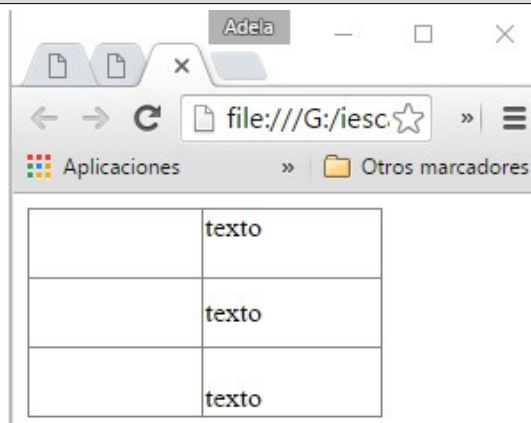 Adela
file:///G:/iesc
»
Aplicaciones » Otros marcadores
texto
texto
texto